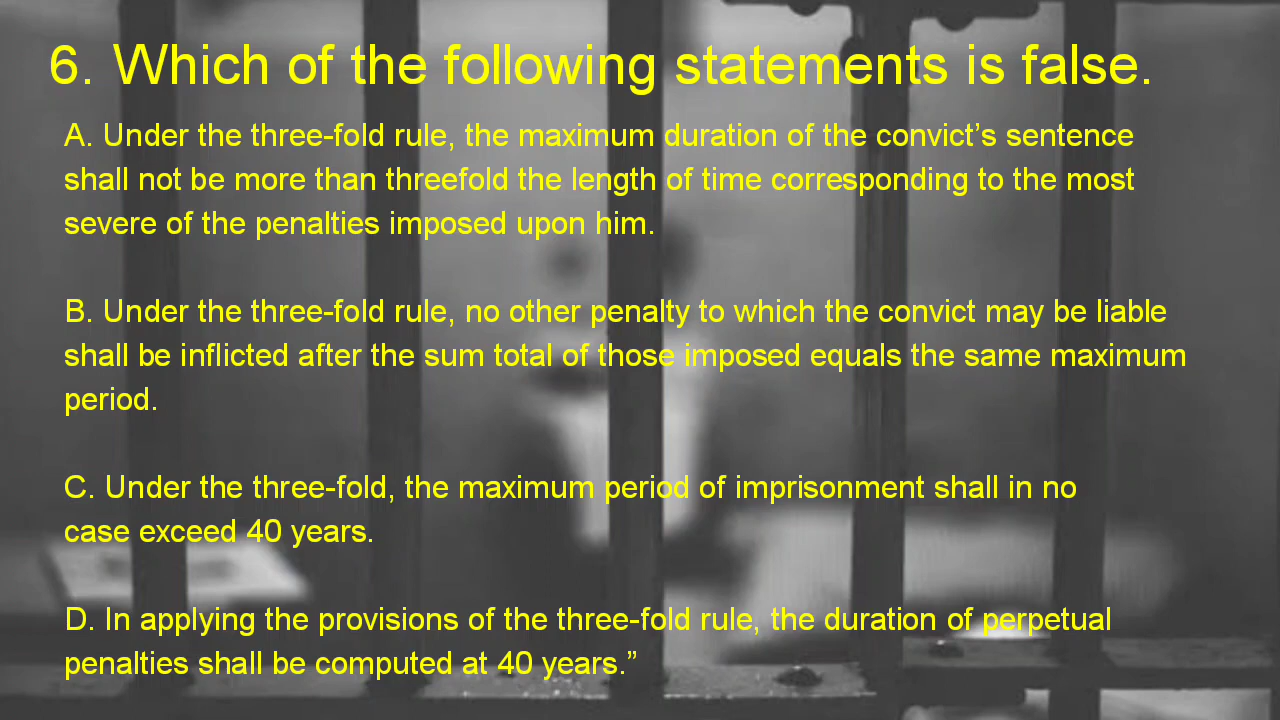 6. Which of the following statements is false.
A. Under the three-fold rule, the maximum duration of the convict’s sentence
shall not be more than threefold the length of time corresponding to the most
severe of the penalties imposed upon him.
B. Under the three-fold rule, no other penalty to which the convict may be liable
shall be inflicted after the sum total of those imposed equals the same maximum
period.
C. Under the three-fold, the maximum period of imprisonment shall in no
case exceed 40 years.
D. In applying the provisions of the three-fold rule, the duration of perpetual
penalties shall be computed at 40 years.”